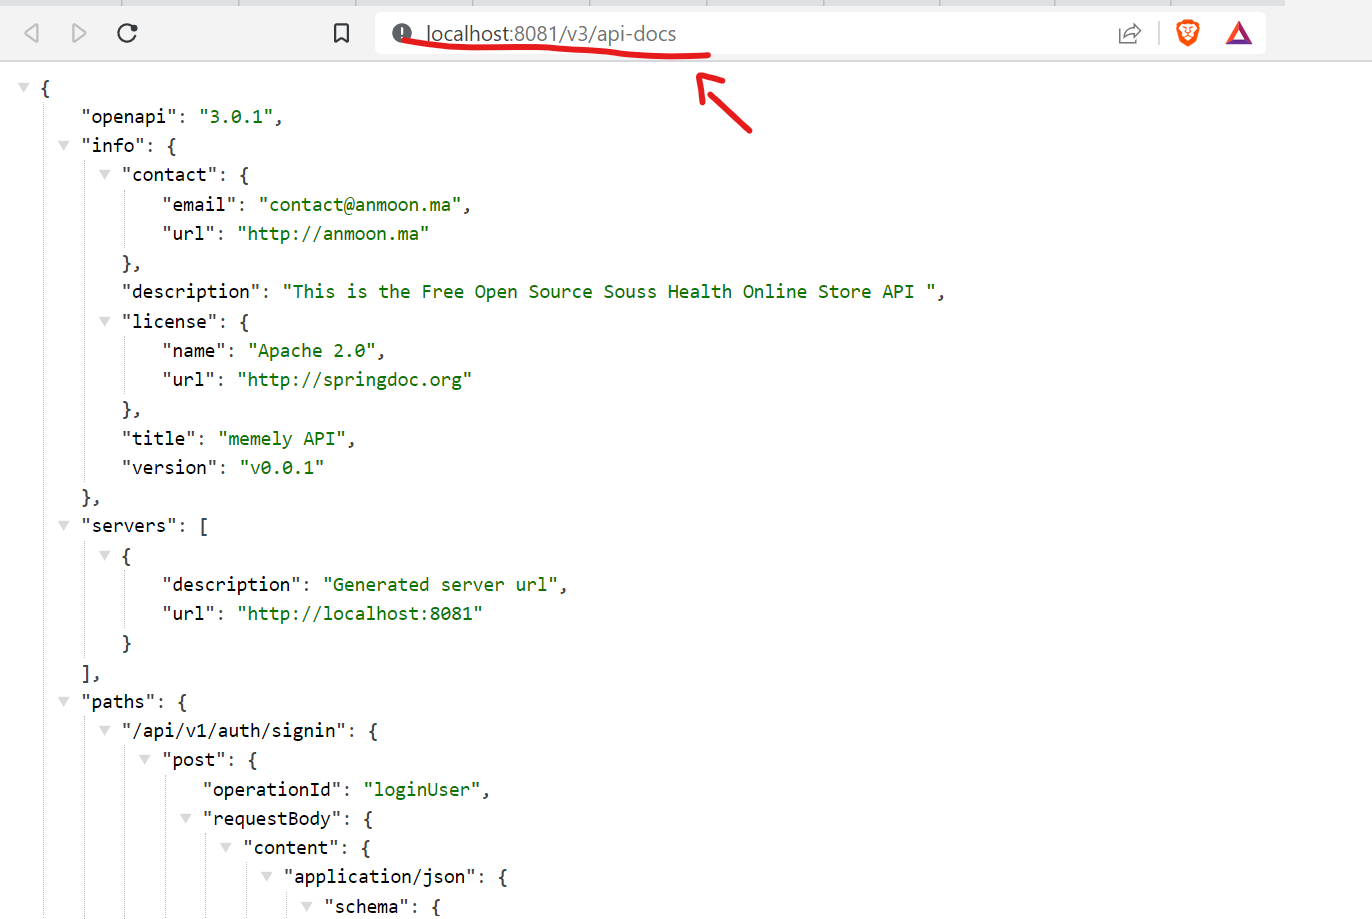 localhost:8081/v3/api-docs
{
"openapi": "3.0.1",
"info": {
"contact": {
"email": "contact@anmoon.ma",
"url": "http://anmoon.ma"
},
"description": "This is the Free Open Source Souss Health Online Store API ",
"license": {
"name": "Apache 2.0",
"url": "http://springdoc.org"
},
"title": "memely API",
"version": "v0.0.1"
},
"servers": [
{
"description": "Generated server url",
"url": "http://localhost:8081"
}
],
"paths": {
"/api/v1/auth/signin": {
"post": {
"operationId": "loginUser",
"requestBody": {
"content": {
"application/json": {
"schema": {